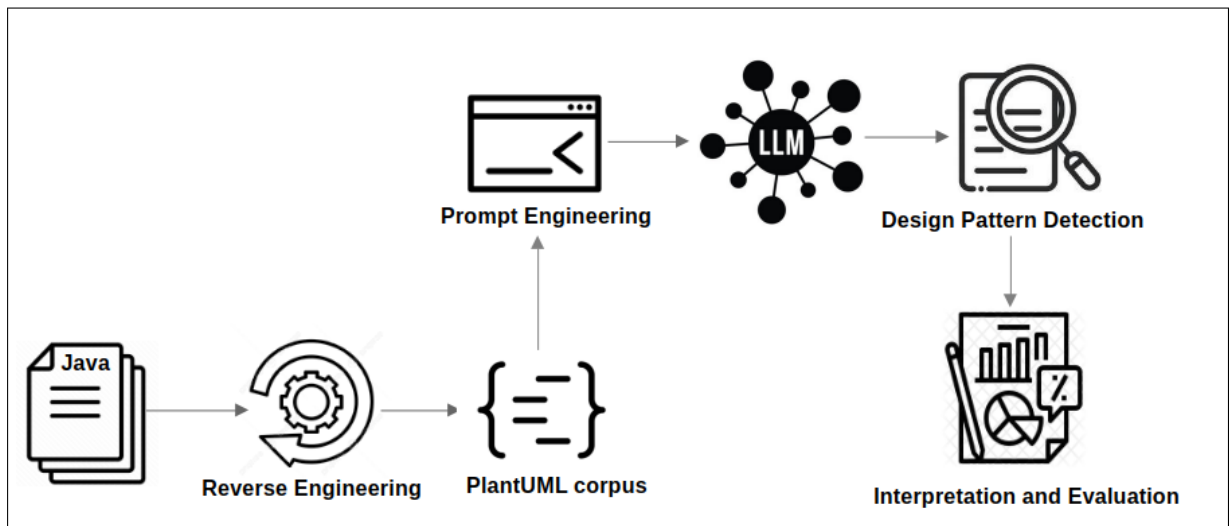 LLM
Prompt Engineering
Design Pattern Detection
Java
Reverse Engineering
PlantUML corpus
Interpretation and Evaluation